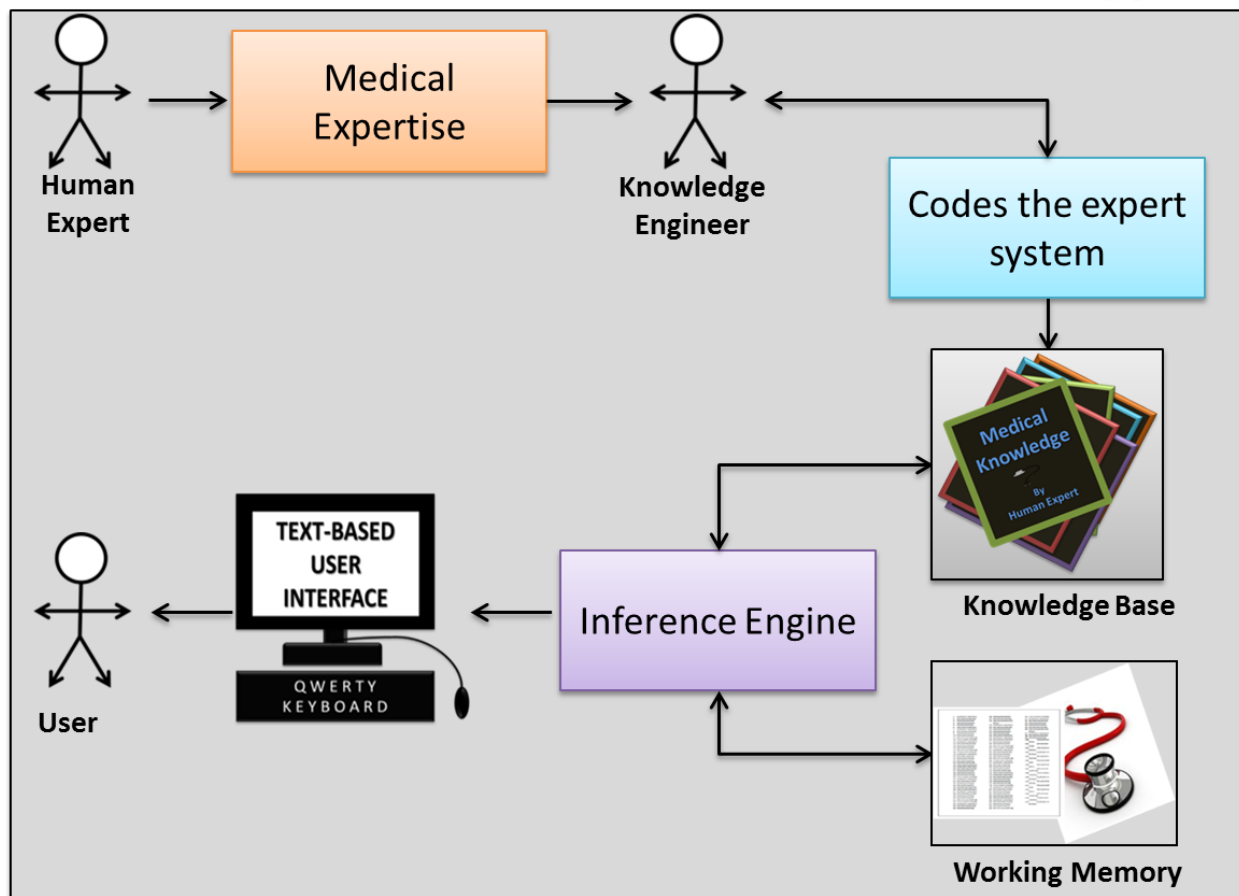 Medical
Expertise
Human
Expert
Knowledge
Engineer
Codes the expert
system
Medical
Knowledge
By
Human Expert
Knowledge Base
TEXT-BASED
USER
INTERFACE
QWERTY
KEYBOARD
User
Inference Engine
Working Memory